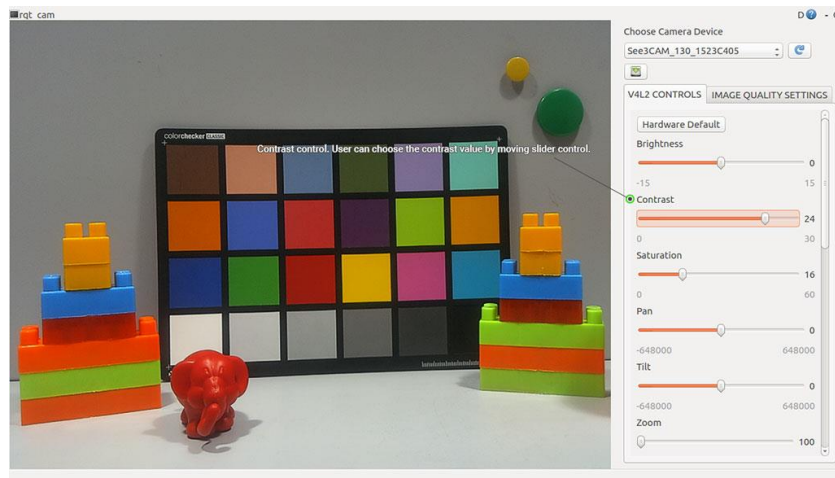 rqt_cam
D
Choose Camera Device
See3CAM_130_1523C405
V4L2 CONTROLS IMAGE QUALITY SETTINGS
Hardware Default
Brightness
0
-15 15
Contrast
24
0 30
Saturation
16
0 60
Pan
0
-648000 648000
Tilt
0
-648000 648000
Zoom
100
colorchecker CLASSIC
Contrast control. User can choose the contrast value by moving slider control.